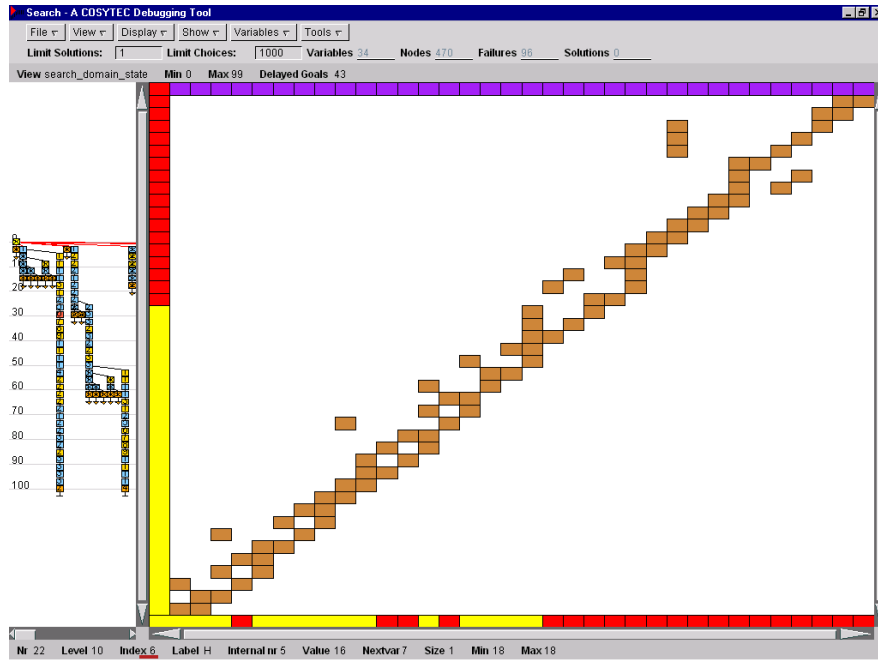 Search - A COSYTEC Debugging Tool
File View Display Show Variables Tools
Limit Solutions: 1 Limit Choices: 1000 Variables 34 Nodes 470 Failures 96 Solutions 0
View search_domain_state Min 0 Max 99 Delayed Goals 43
20
30
40
50
60
70
80
90
100
Nr 22 Level 10 Index 6 Label H Internal nr 5 Value 16 Nextvar 7 Size 1 Min 18 Max 18